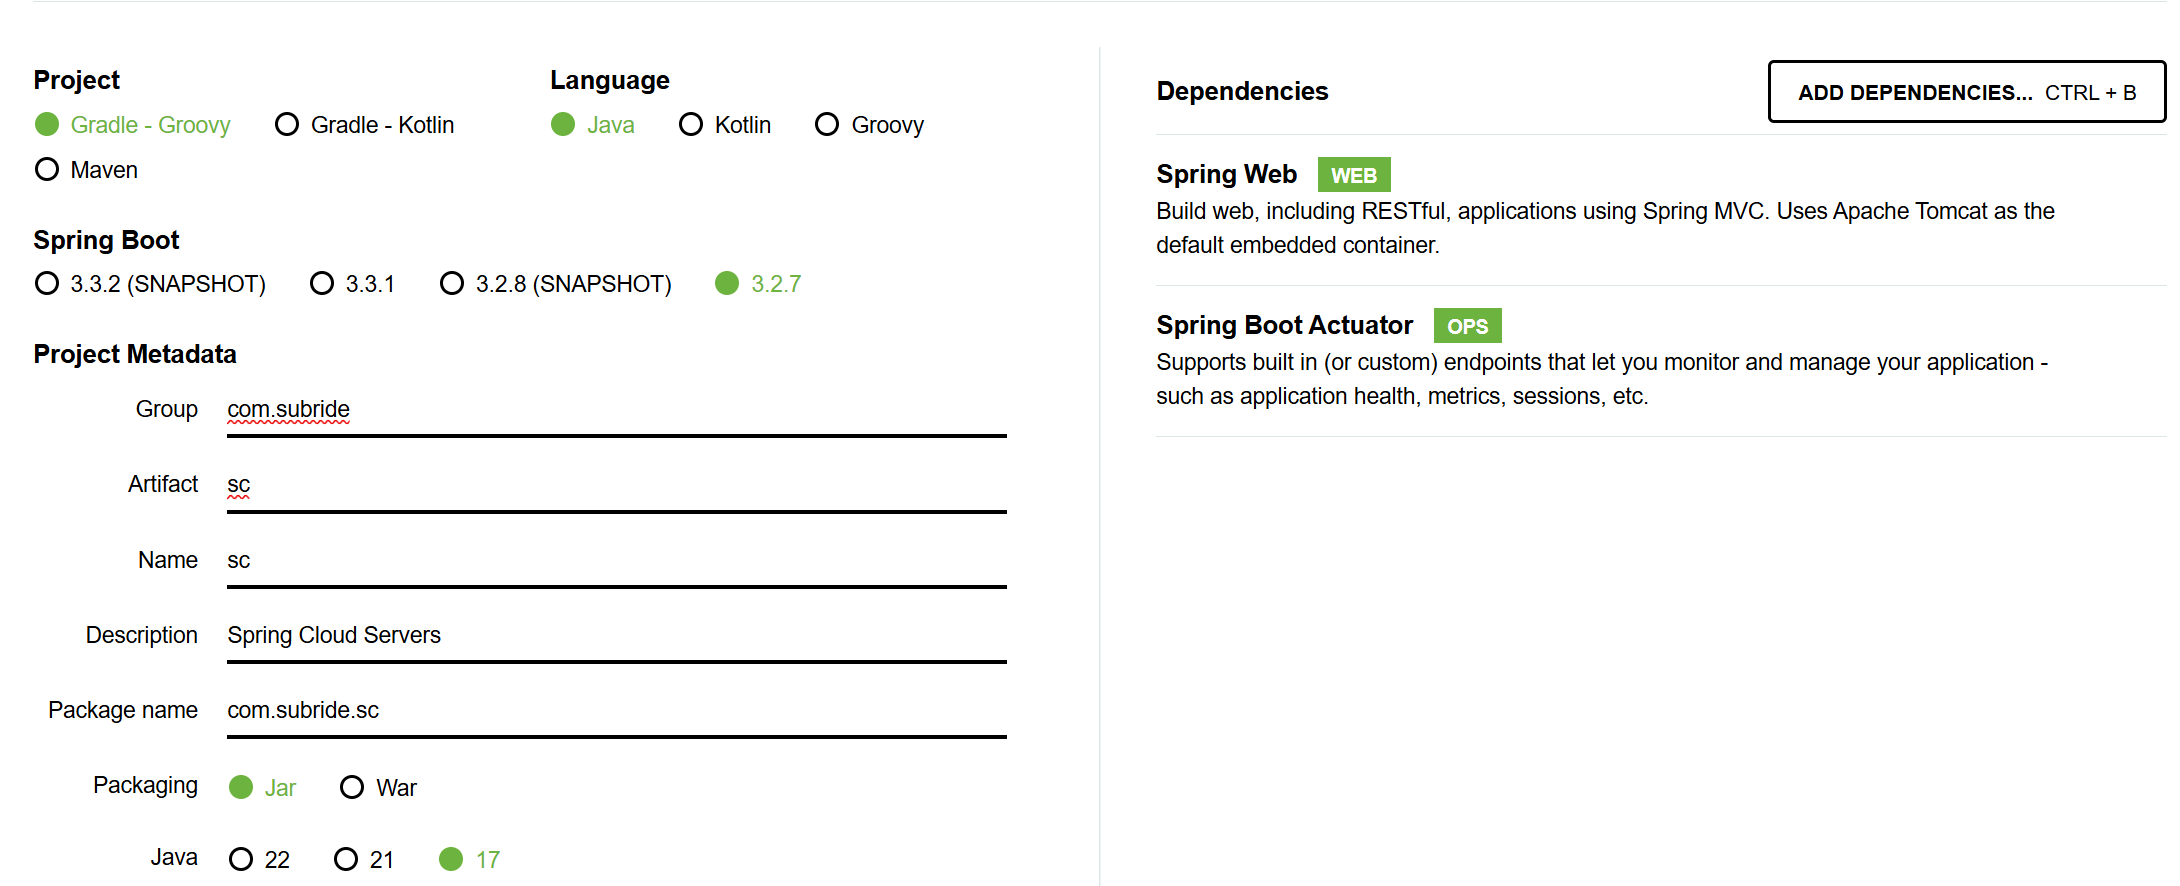 Project
Gradle - Groovy Gradle - Kotlin
Maven
Language
Java Kotlin Groovy
Spring Boot
3.3.2 (SNAPSHOT) 3.3.1 3.2.8 (SNAPSHOT) 3.2.7
Project Metadata
Group com.subride
Artifact sc
Name sc
Description Spring Cloud Servers
Package name com.subride.sc
Packaging Jar War
Java 22 21 17
Dependencies
ADD DEPENDENCIES... CTRL + B
Spring Web WEB
Build web, including RESTful, applications using Spring MVC. Uses Apache Tomcat as the
default embedded container.
Spring Boot Actuator OPS
Supports built in (or custom) endpoints that let you monitor and manage your application -
such as application health, metrics, sessions, etc.